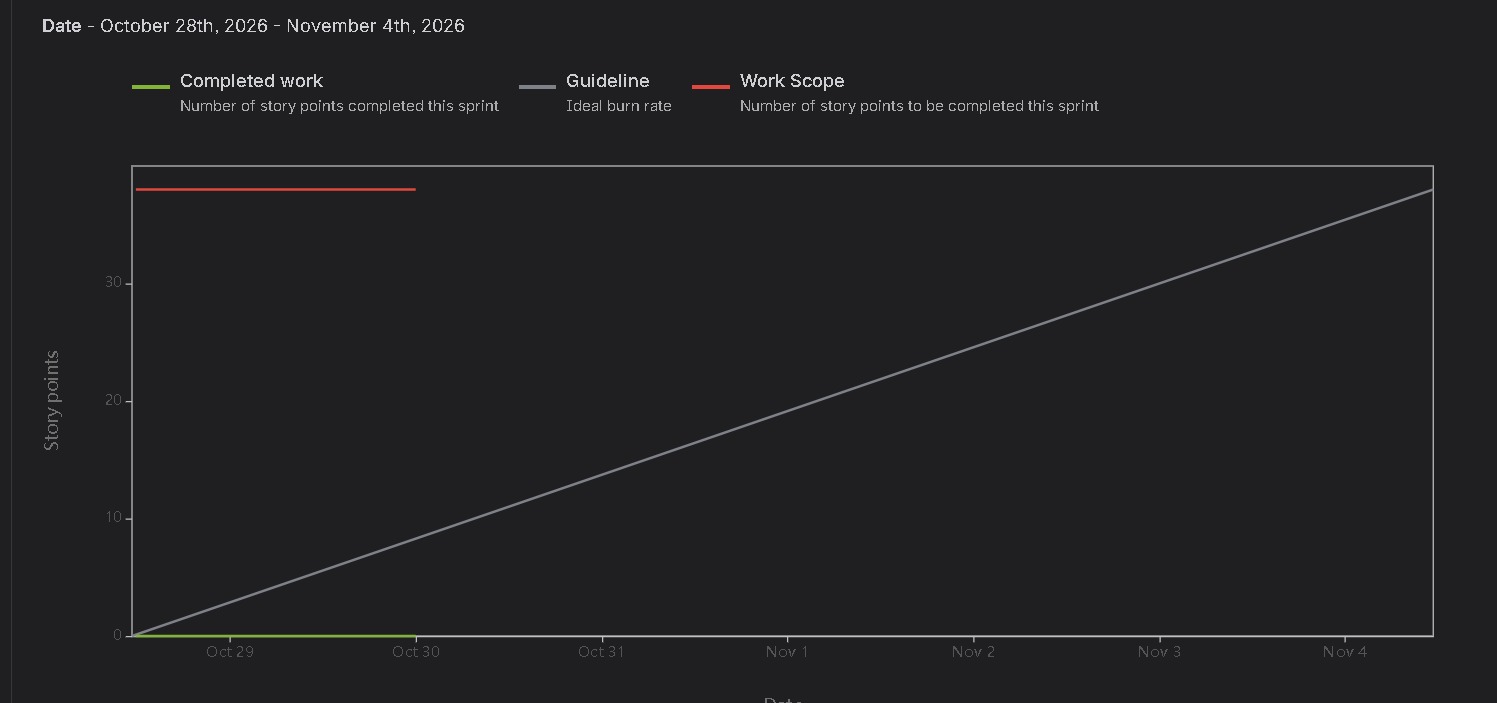 Date - October 28th, 2026 - November 4th, 2026
Completed work
Number of story points completed this sprint
Guideline
Ideal burn rate
Work Scope
Number of story points to be completed this sprint
30
20
10
0
Story points
Oct 29
Oct 30
Oct 31
Nov 1
Nov 2
Nov 3
Nov 4